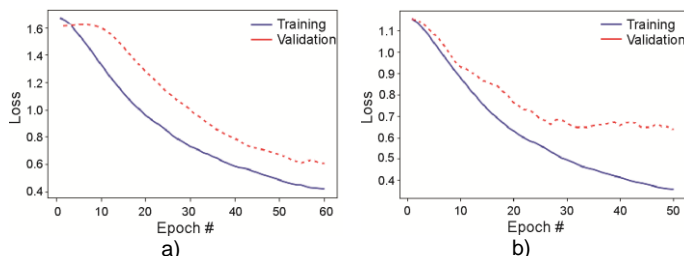 1.6
1.4
1.2
1.0
0.8
0.6
0.4
Loss
Training
Validation
0 10 20 30 40 50 60
Epoch #
a)
1.1
1.0
0.9
0.8
0.7
0.6
0.5
0.4
Loss
Training
Validation
0 10 20 30 40 50
Epoch #
b)